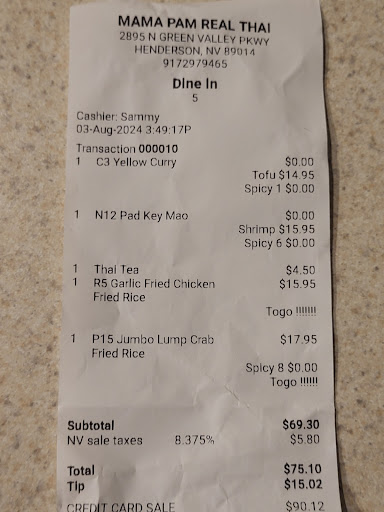 MAMA PAM REAL THAI
2895 N GREEN VALLEY PKWY
HENDERSON, NV 89014
9172979465
Dine In
5
Cashier: Sammy
03-Aug-2024 3:49:17P
Transaction 000010
1 C3 Yellow Curry $0.00
Tofu $14.95
Spicy 1 $0.00
1 N12 Pad Key Mao $0.00
Shrimp $15.95
Spicy 6 $0.00
1 Thai Tea $4.50
1 R5 Garlic Fried Chicken $15.95
Fried Rice
Togo !!!!!!!
1 P15 Jumbo Lump Crab $17.95
Fried Rice
Spicy 8 $0.00
Togo !!!!!!
Subtotal $69.30
NV sale taxes 8.375% $5.80
Total $75.10
Tip $15.02
CREDIT CARD SALE $90.12